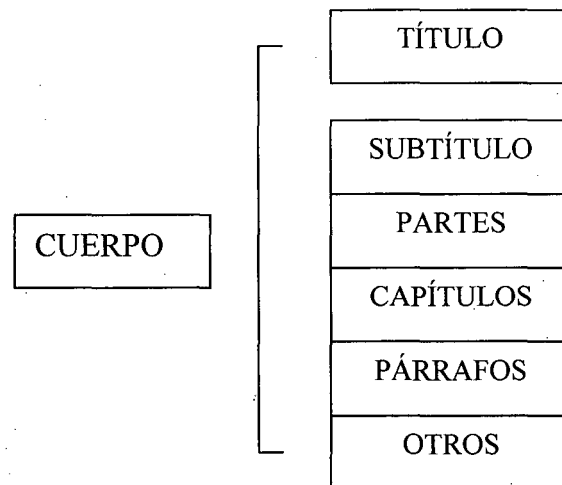 TÍTULO
SUBTÍTULO
PARTES
CUERPO
CAPÍTULOS
PÁRRAFOS
OTROS